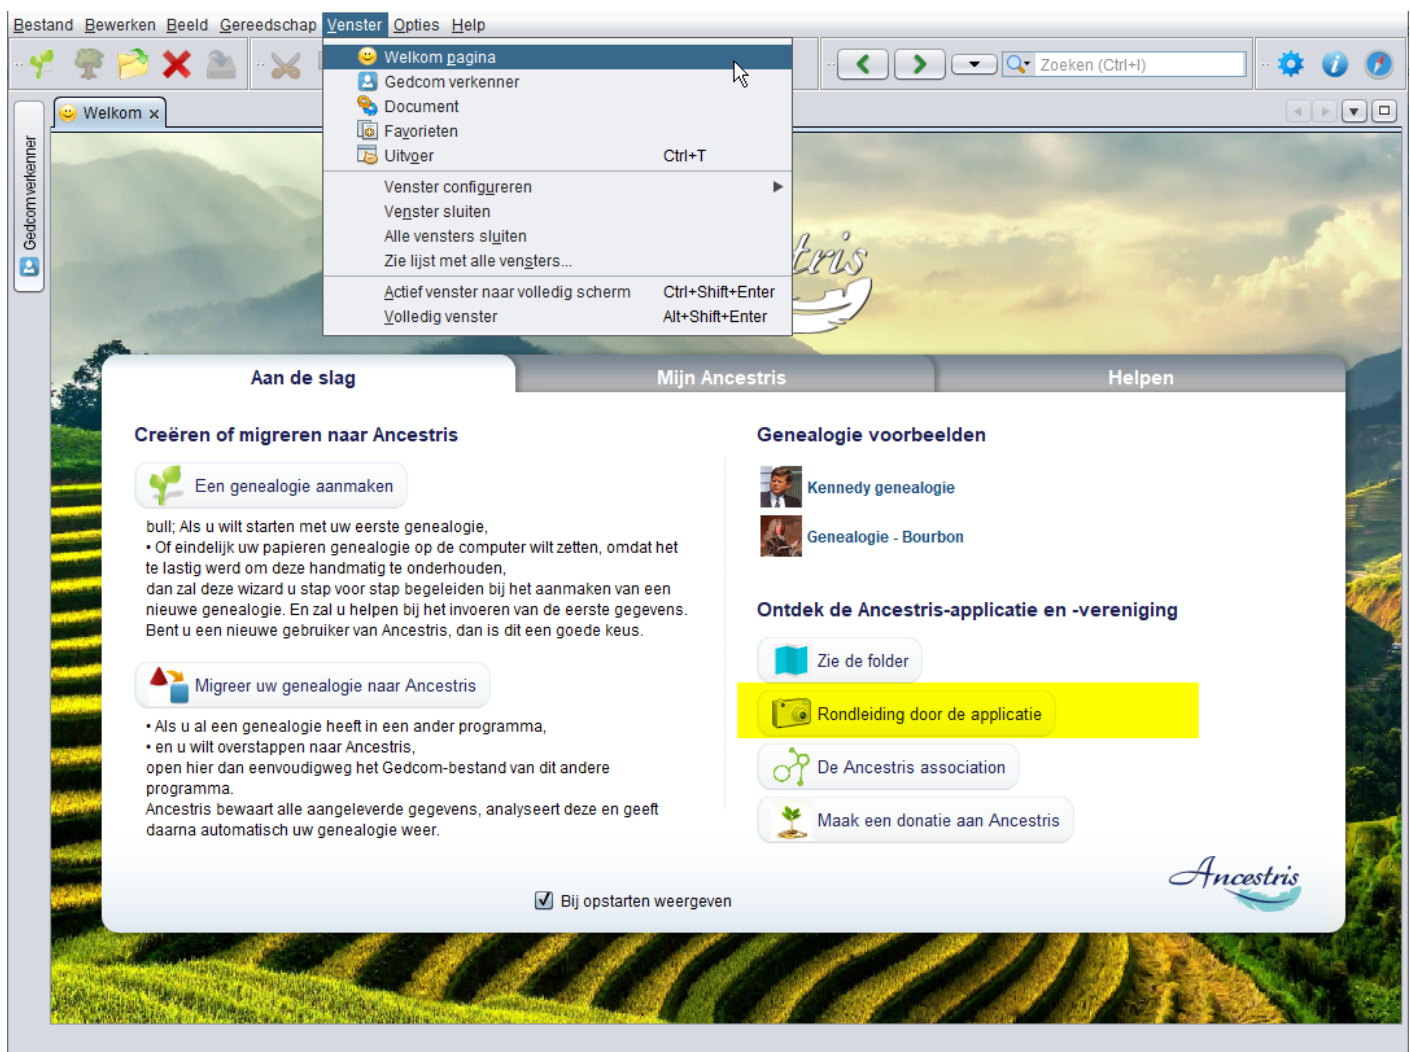 Bestand Bewerken Beeld Gereedschap Venster Opties Help
Welkom pagina
Gedcom verkenner
Document
Favorieten
Uitvoer Ctrl+T
Venster configureren
Venster sluiten
Alle vensters sluiten
Zie lijst met alle vensters...
Actief venster naar volledig scherm Ctrl+Shift+Enter
Volledig venster Alt+Shift+Enter
Zoeken (Ctrl+I)
Welkom
Gedcom verkenner
Aan de slag Mijn Ancestris Helpen
Creëren of migreren naar Ancestris
Een genealogie aanmaken
bull; Als u wilt starten met uw eerste genealogie,
• Of eindelijk uw papieren genealogie op de computer wilt zetten, omdat het
te lastig werd om deze handmatig te onderhouden,
dan zal deze wizard u stap voor stap begeleiden bij het aanmaken van een
nieuwe genealogie. En zal u helpen bij het invoeren van de eerste gegevens.
Bent u een nieuwe gebruiker van Ancestris, dan is dit een goede keus.
Migreer uw genealogie naar Ancestris
• Als u al een genealogie heeft in een ander programma,
• en u wilt overstappen naar Ancestris,
open hier dan eenvoudigweg het Gedcom-bestand van dit andere
programma.
Ancestris bewaart alle aangeleverde gegevens, analyseert deze en geeft
daarna automatisch uw genealogie weer.
Genealogie voorbeelden
Kennedy genealogie
Genealogie - Bourbon
Ontdek de Ancestris-applicatie en -vereniging
Zie de folder
Rondleiding door de applicatie
De Ancestris association
Maak een donatie aan Ancestris
Ancestris
Bij opstarten weergeven